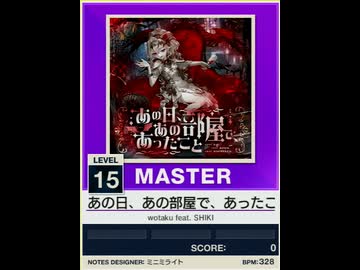 あの日、
あの部屋で
あったこと
LEVEL
15
MASTER
あの日、あの部屋で、あったこ
wotaku feat. SHIKI
SCORE: 0
NOTES DESIGNER: ミニミライト BPM:328